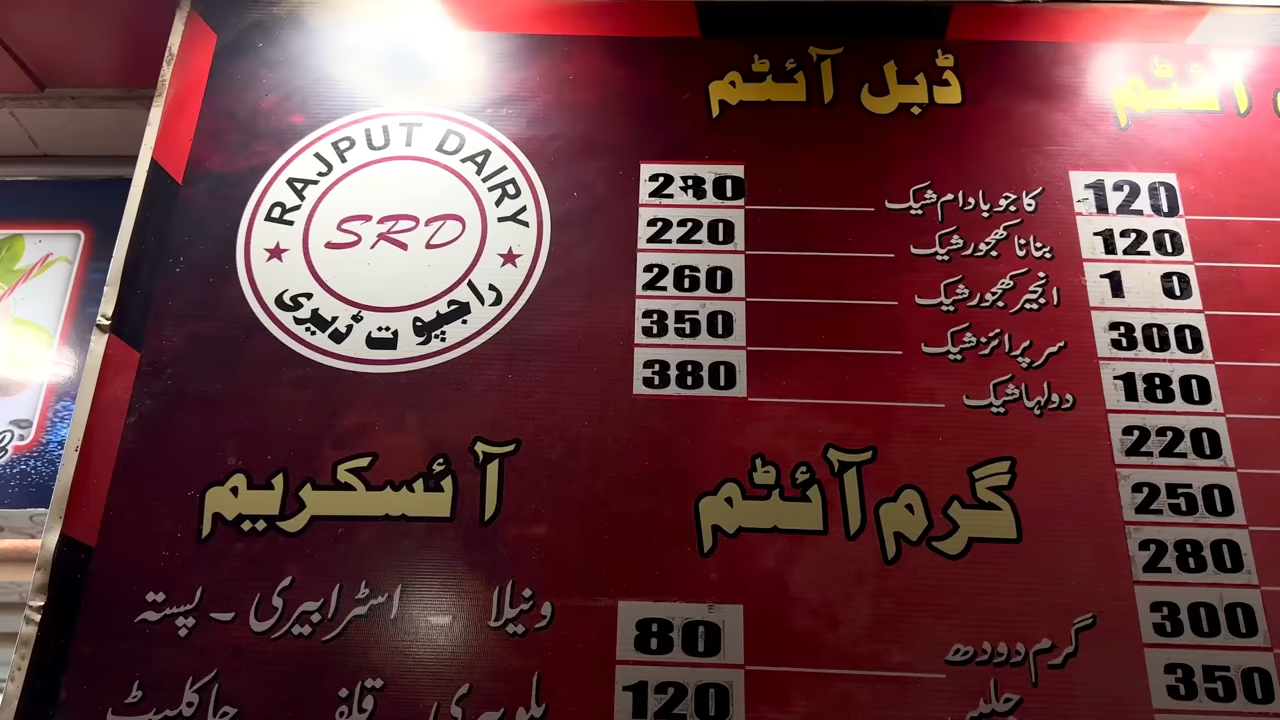 RAJPUT DAIRY
SRD
راجپوت ڈیری
ڈبل آئٹم
کاجو بادام شیک 280
بنانا کھجور شیک 220
انجیر کھجور شیک 260
سرپرائز شیک 350
دولہا شیک 380
گرم آئٹم
گرم دودھ 80
120
آئسکریم
ونیلا - اسٹرابیری - پستہ
بلوبیری قلفہ چاکلیٹ
آئٹم
120
120
1 0
300
180
220
250
280
300
350